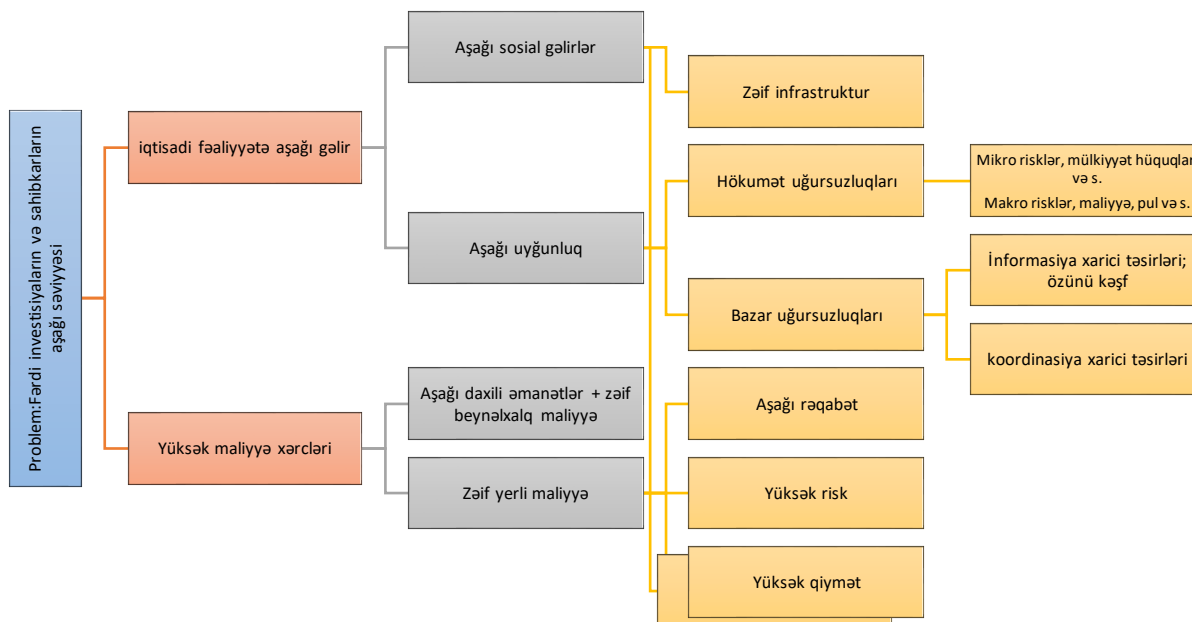 Problem:Fərdi investisiyaların və sahibkarların
aşağı səviyyəsi
iqtisadi fəaliyyətə aşağı gəlir
Yüksək maliyyə xərcləri
Aşağı sosial gəlirlər
Aşağı uyğunluq
Aşağı daxili əmanətlər + zəif
beynəlxalq maliyyə
Zəif yerli maliyyə
Zəif infrastruktur
Hökumət uğursuzluqları
Bazar uğursuzluqları
Aşağı rəqabət
Yüksək risk
Yüksək qiymət
Mikro risklər, mülkiyyət hüquqlar
və s.
Makro risklər, maliyyə, pul və s.
İnformasiya xarici təsirləri;
özünü kəşf
koordinasiya xarici təsirləri